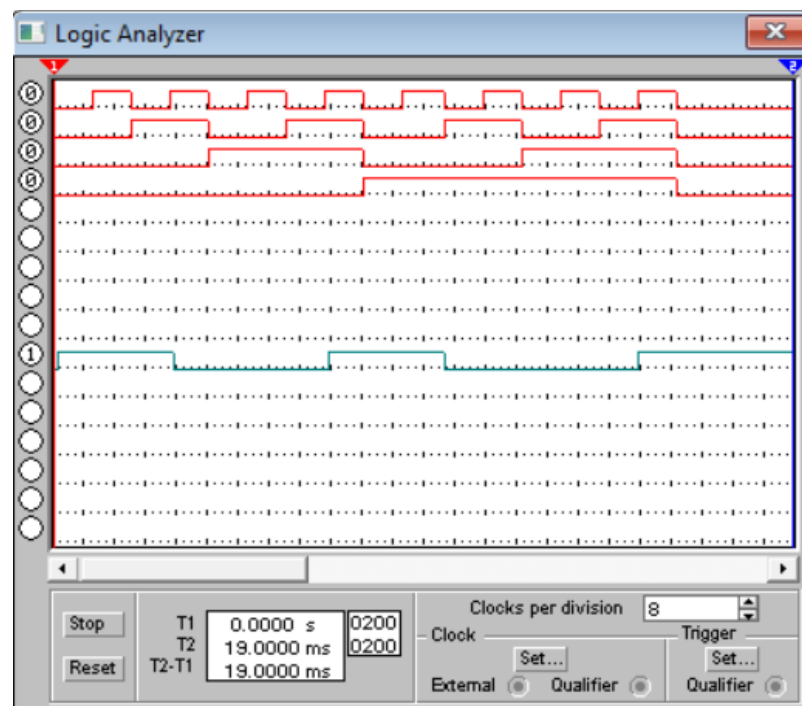 Logic Analyzer
1 2
0
0
0
0
1
Clocks per division 8
Stop
T1 0.0000 s 0200
T2 19.0000 ms 0200
T2-T1 19.0000 ms
Reset
Clock
Set...
External Qualifier
Trigger
Set...
Qualifier